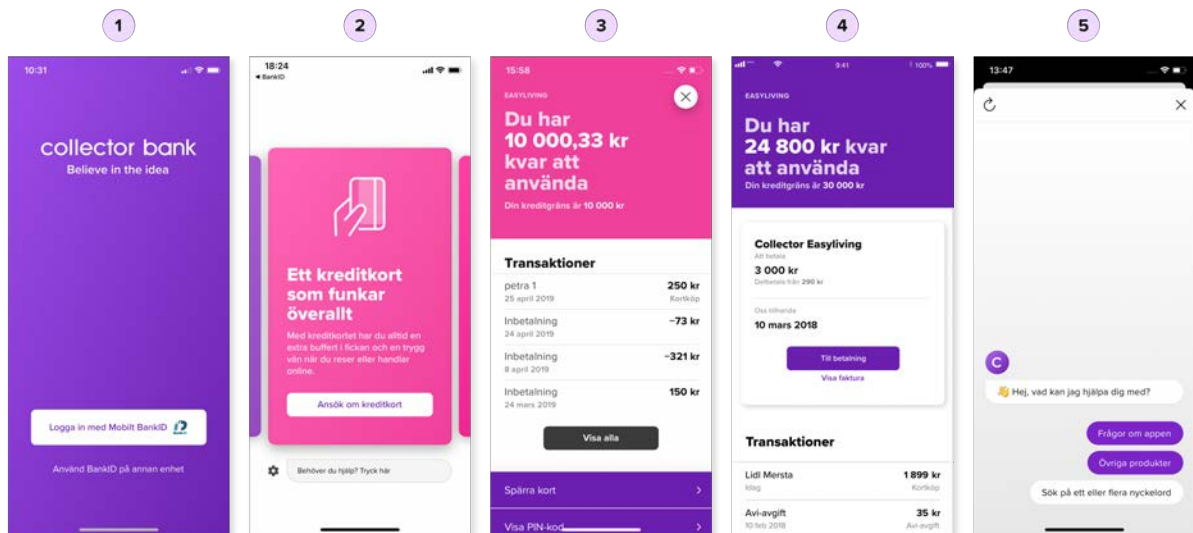 1
2
3
4
5
10:31
collector bank
Believe in the idea
Logga in med Mobilt BankID
Använd BankID på annan enhet
18:24
BankID
Ett kreditkort
som funkar
överallt
Med kreditkortet har du alltid en
extra buffert i fickan och en trygg
vän när du reser eller handlar
online.
Ansök om kreditkort
Behöver du hjälp? Tryck här
15:58
EASYLIVING
Du har
10 000,33 kr
kvar att
använda
Din kreditgräns är 10 000 kr
Transaktioner
petra 1 250 kr
25 april 2019 Kortköp
Inbetalning −73 kr
24 april 2019
Inbetalning −321 kr
8 april 2019
Inbetalning 150 kr
24 mars 2019
Visa alla
Spärra kort
Visa PIN-kod
9:41 100%
EASYLIVING
Du har
24 800 kr kvar
att använda
Din kreditgräns är 30 000 kr
Collector Easyliving
Att betala
3 000 kr
Delbetala från 290 kr
Oss tillhanda
10 mars 2018
Till betalning
Visa faktura
Transaktioner
Lidl Mersta 1 899 kr
Idag Kortköp
Avi-avgift 35 kr
10 feb 2018 Avi-avgift
13:47
C
👋 Hej, vad kan jag hjälpa dig med?
Frågor om appen
Övriga produkter
Sök på ett eller flera nyckelord